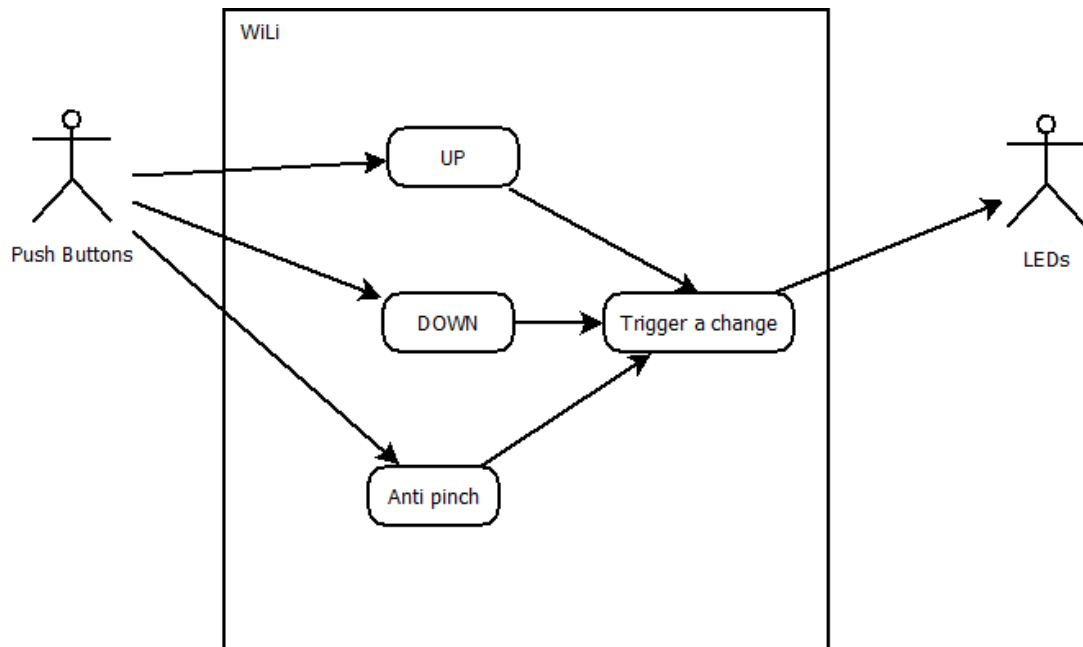 WiLi
UP
Push Buttons
LEDs
DOWN
Trigger a change
Anti pinch